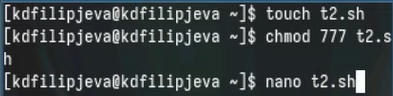 [kdfilipjeva@kdfilipjeva ~]$ touch t2.sh
[kdfilipjeva@kdfilipjeva ~]$ chmod 777 t2.s
h
[kdfilipjeva@kdfilipjeva ~]$ nano t2.sh